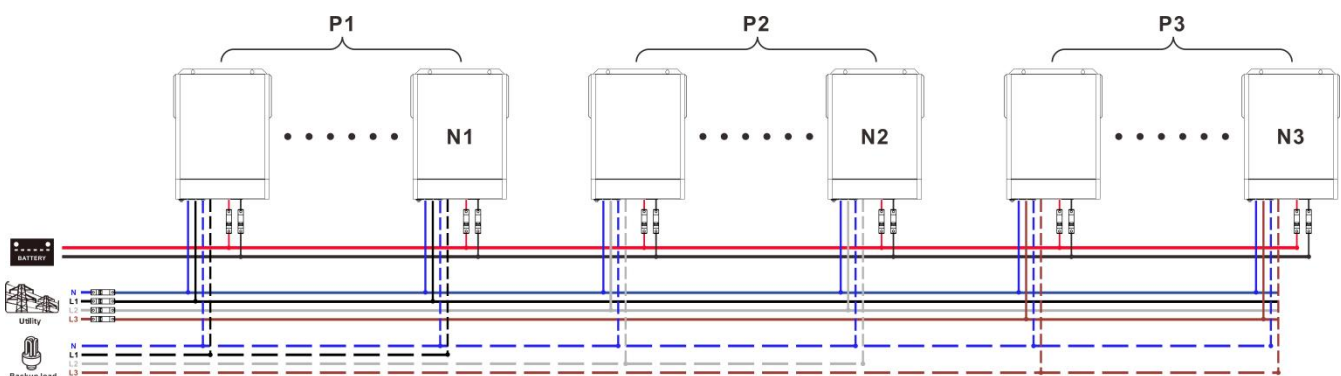 P1
P2
P3
N1
N2
N3
BATTERY
N
L1
L2
L3
Utility
N
L1
L2
L3
Backup load